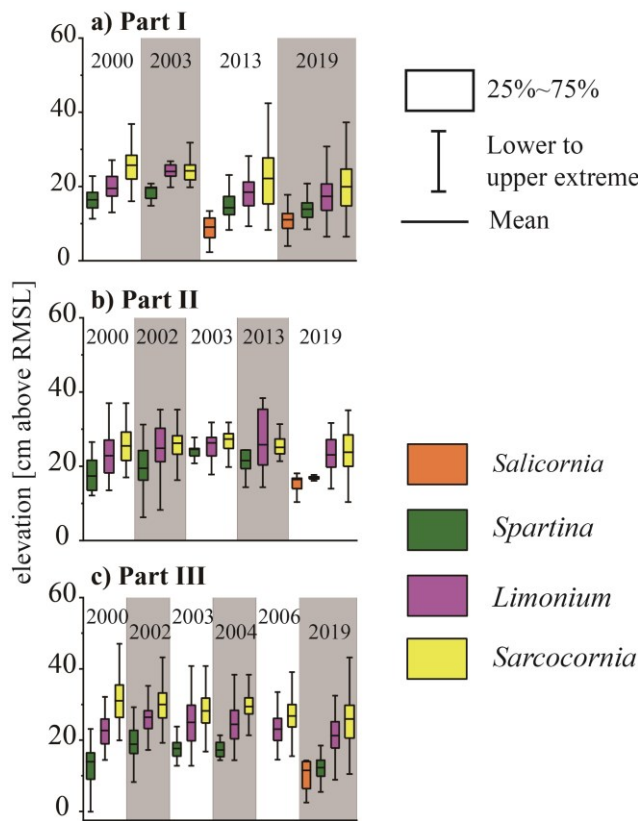 a) Part I
2000 2003 2013 2019
60
40
20
0
b) Part II
2000 2002 2003 2013 2019
60
40
20
0
c) Part III
2000 2002 2003 2004 2006 2019
60
40
20
0
elevation [cm above RMSL]
25%~75%
Lower to
upper extreme
Mean
Salicornia
Spartina
Limonium
Sarcocornia